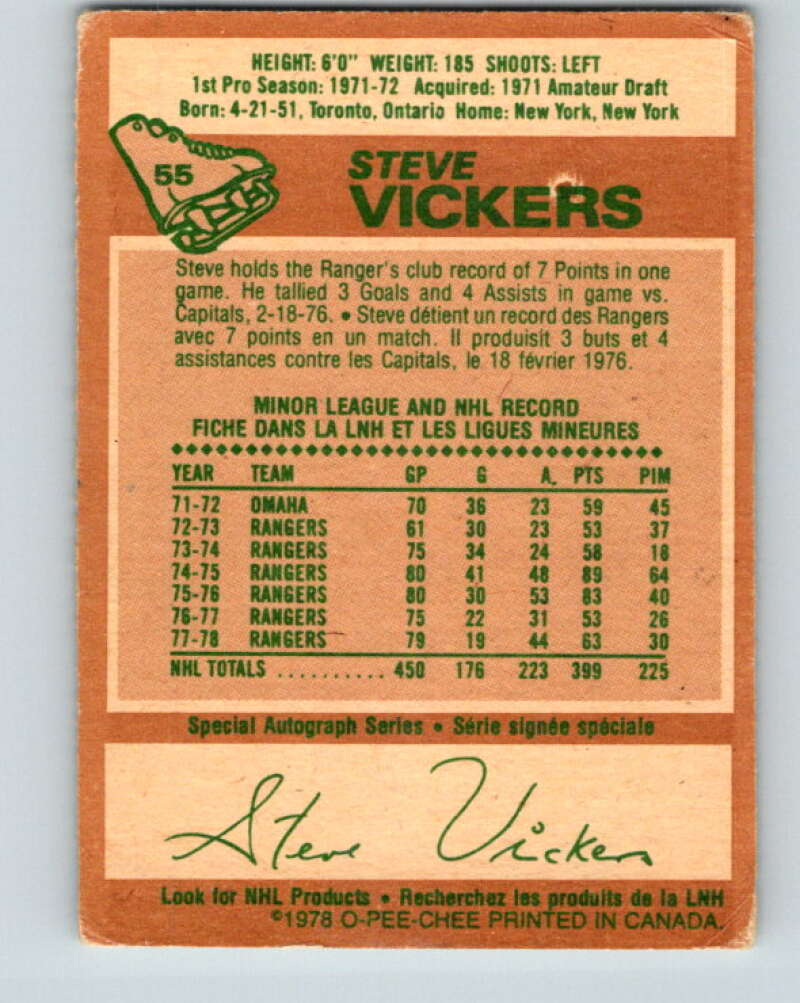 HEIGHT: 6'0" WEIGHT: 185 SHOOTS: LEFT
1st Pro Season: 1971-72 Acquired: 1971 Amateur Draft
Born: 4-21-51, Toronto, Ontario Home: New York, New York
55
STEVE
VICKERS
Steve holds the Ranger's club record of 7 Points in one
game. He tallied 3 Goals and 4 Assists in game vs.
Capitals, 2-18-76. • Steve détient un record des Rangers
avec 7 points en un match. Il produisit 3 buts et 4
assistances contre les Capitals, le 18 février 1976.
MINOR LEAGUE AND NHL RECORD
FICHE DANS LA LNH ET LES LIGUES MINEURES
YEAR TEAM GP G A. PTS PIM
71-72 OMAHA 70 36 23 59 45
72-73 RANGERS 61 30 23 53 37
73-74 RANGERS 75 34 24 58 18
74-75 RANGERS 80 41 48 89 64
75-76 RANGERS 80 30 53 83 40
76-77 RANGERS 75 22 31 53 26
77-78 RANGERS 79 19 44 63 30
NHL TOTALS .......... 450 176 223 399 225
Special Autograph Series • Série signée spéciale
Steve Vickers
Look for NHL Products • Recherchez les produits de la LNH
©1978 O-PEE-CHEE PRINTED IN CANADA.